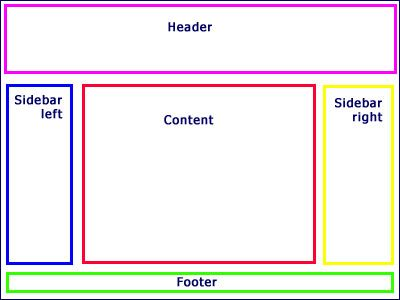 Header
Sidebar
left
Content
Sidebar
right
Footer